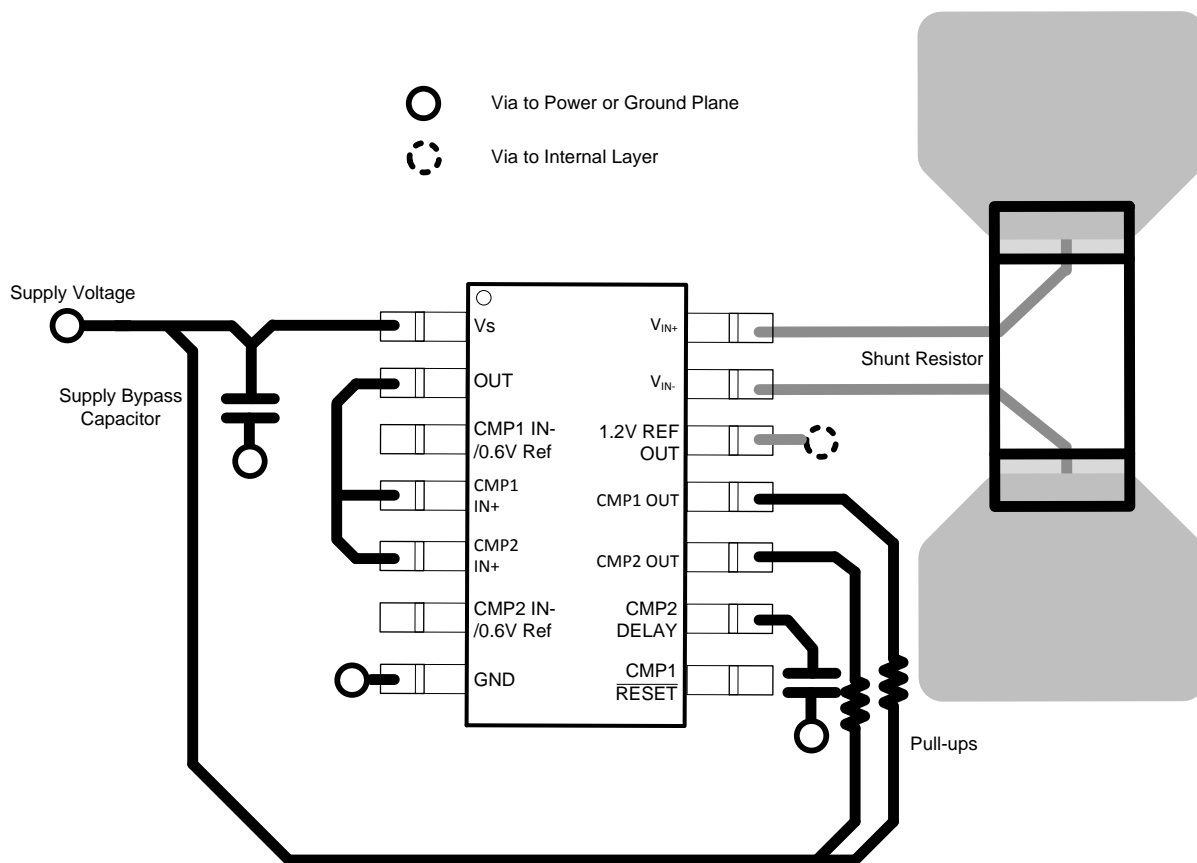 Via to Power or Ground Plane
Via to Internal Layer
Supply Voltage
Supply Bypass
Capacitor
Vs
OUT
CMP1 IN-
/0.6V Ref
CMP1
IN+
CMP2
IN+
CMP2 IN-
/0.6V Ref
GND
VIN+
VIN-
1.2V REF
OUT
CMP1 OUT
CMP2 OUT
CMP2
DELAY
CMP1
RESET
Shunt Resistor
Pull-ups